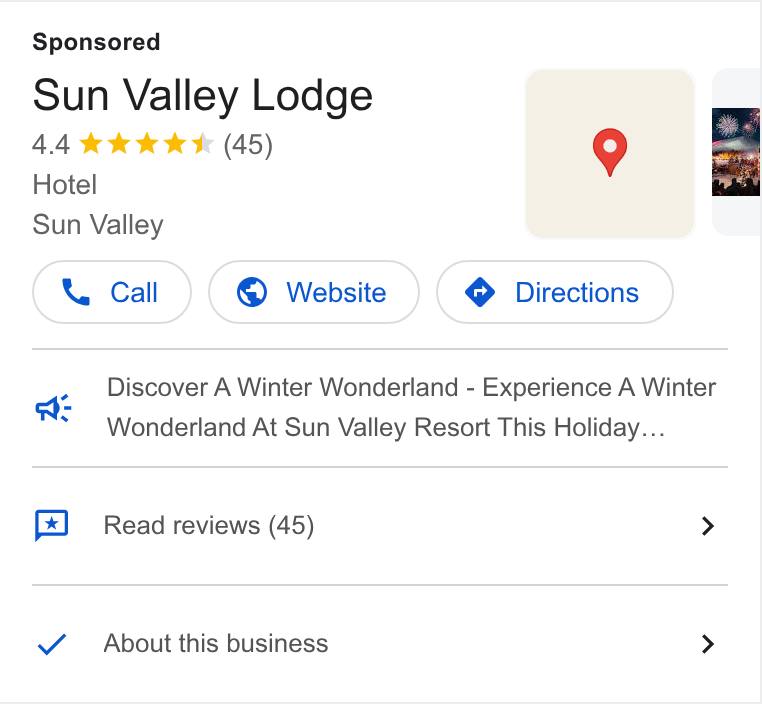 Sponsored
Sun Valley Lodge
4.4 (45)
Hotel
Sun Valley
Call
Website
Directions
Discover A Winter Wonderland - Experience A Winter
Wonderland At Sun Valley Resort This Holiday…
Read reviews (45)
About this business